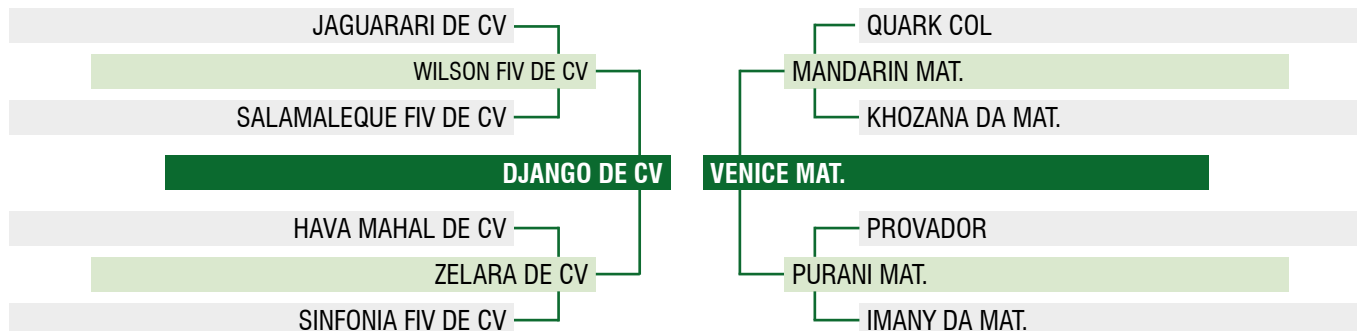 JAGUARARI DE CV
QUARK COL
WILSON FIV DE CV
MANDARIN MAT.
SALAMALEQUE FIV DE CV
KHOZANA DA MAT.
DJANGO DE CV
VENICE MAT.
HAVA MAHAL DE CV
PROVADOR
ZELARA DE CV
PURANI MAT.
SINFONIA FIV DE CV
IMANY DA MAT.